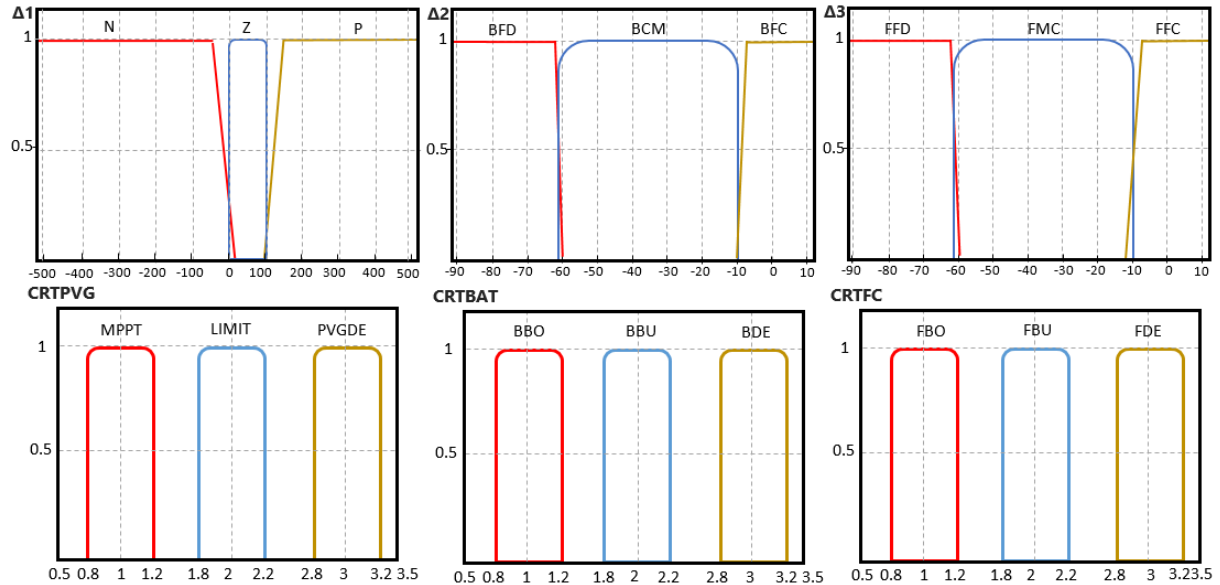 Δ1
N Z P
1
0.5
-500 -400 -300 -200 -100 0 100 200 300 400 500
Δ2
BFD BCM BFC
1
0.5
-90 -80 -70 -60 -50 -40 -30 -20 -10 0 10
Δ3
FFD FMC FFC
1
0.5
-90 -80 -70 -60 -50 -40 -30 -20 -10 0 10
CRTPVG
MPPT LIMIT PVGDE
1
0.5
0.5 0.8 1 1.2 1.8 2 2.2 2.8 3 3.2 3.5
CRTBAT
BBO BBU BDE
1
0.5
0.5 0.8 1 1.2 1.8 2 2.2 2.8 3 3.2 3.5
CRTFC
FBO FBU FDE
1
0.5
0.5 0.8 1 1.2 1.8 2 2.2 2.8 3 3.23.5